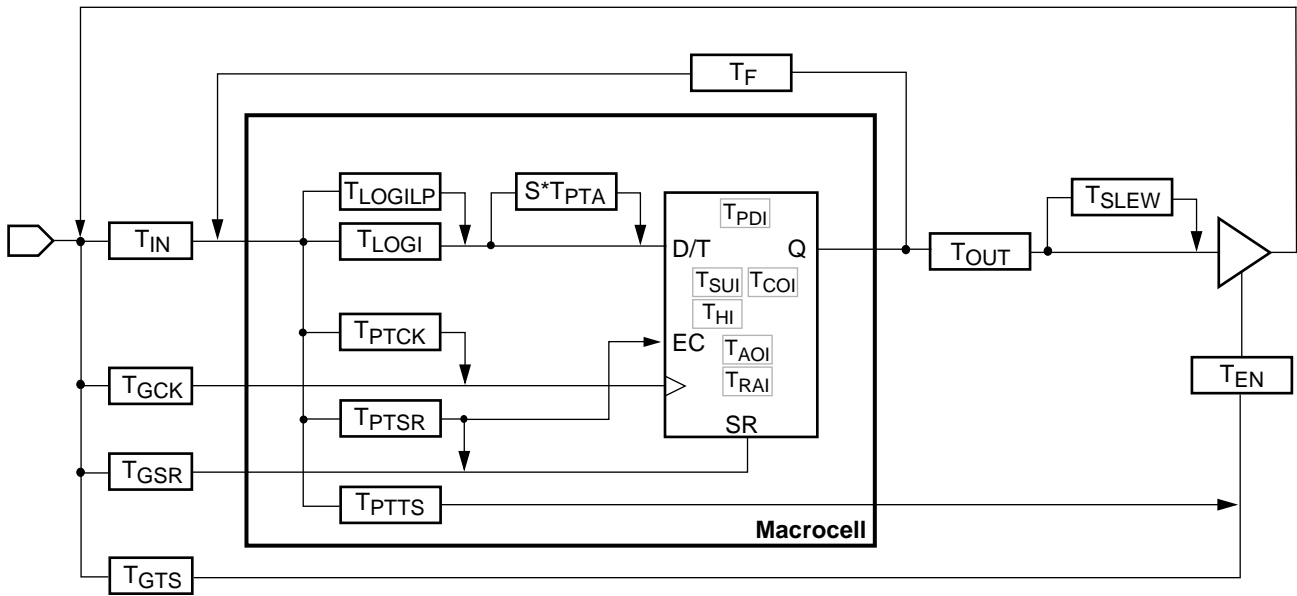 TF
TLOGILP
S*TPTA
TSLEW
TPDI
TIN
TLOGI
D/T
Q
TOUT
TSUI
TCOI
THI
TPTCK
EC
TAOI
TGCK
TRAI
TEN
TPTSR
SR
TGSR
TPTTS
Macrocell
TGTS